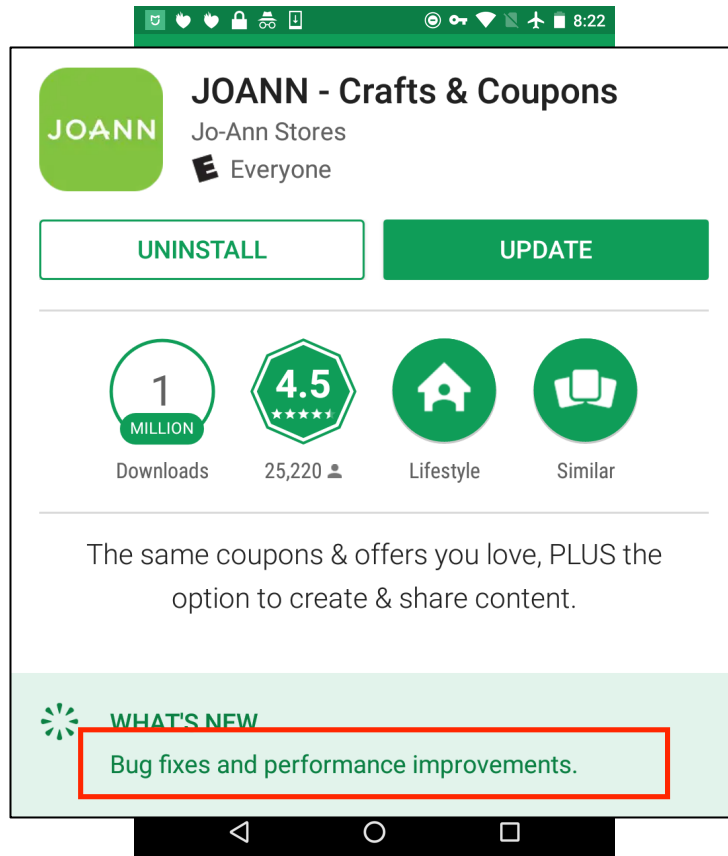 8:22
JOANN
JOANN - Crafts & Coupons
Jo-Ann Stores
E Everyone
UNINSTALL
UPDATE
1
MILLION
4.5
Downloads
25,220
Lifestyle
Similar
The same coupons & offers you love, PLUS the
option to create & share content.
WHAT'S NEW
Bug fixes and performance improvements.